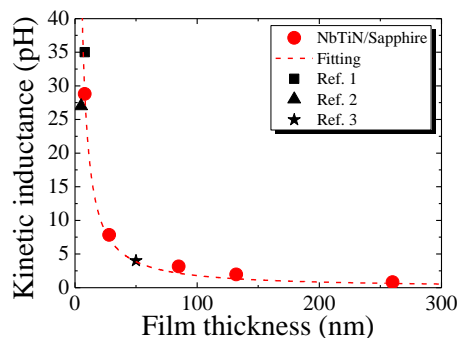 Kinetic inductance (pH)
40
35
30
25
20
15
10
5
0
0
100
200
300
Film thickness (nm)
NbTiN/Sapphire
Fitting
Ref. 1
Ref. 2
Ref. 3